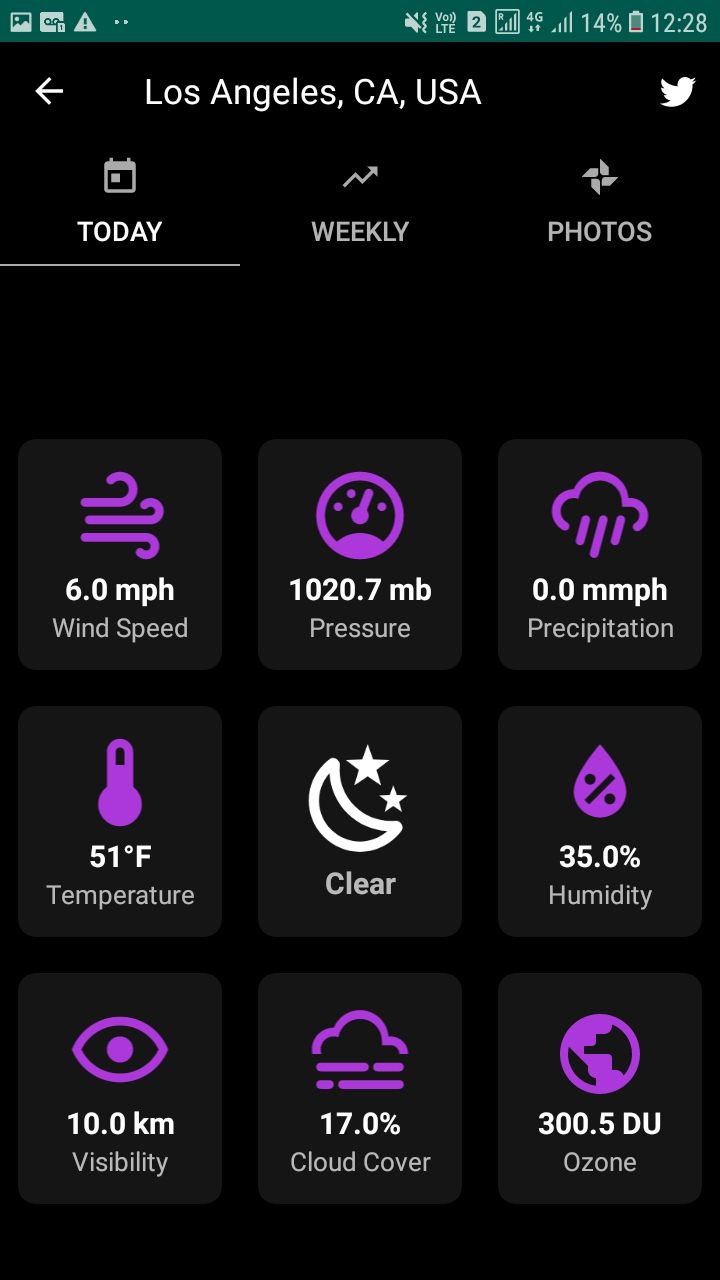 Vo)) LTE 2 R 4G 14% 12:28
Los Angeles, CA, USA
TODAY WEEKLY PHOTOS
6.0 mph 1020.7 mb 0.0 mmph
Wind Speed Pressure Precipitation
51°F Clear 35.0%
Temperature Humidity
10.0 km 17.0% 300.5 DU
Visibility Cloud Cover Ozone